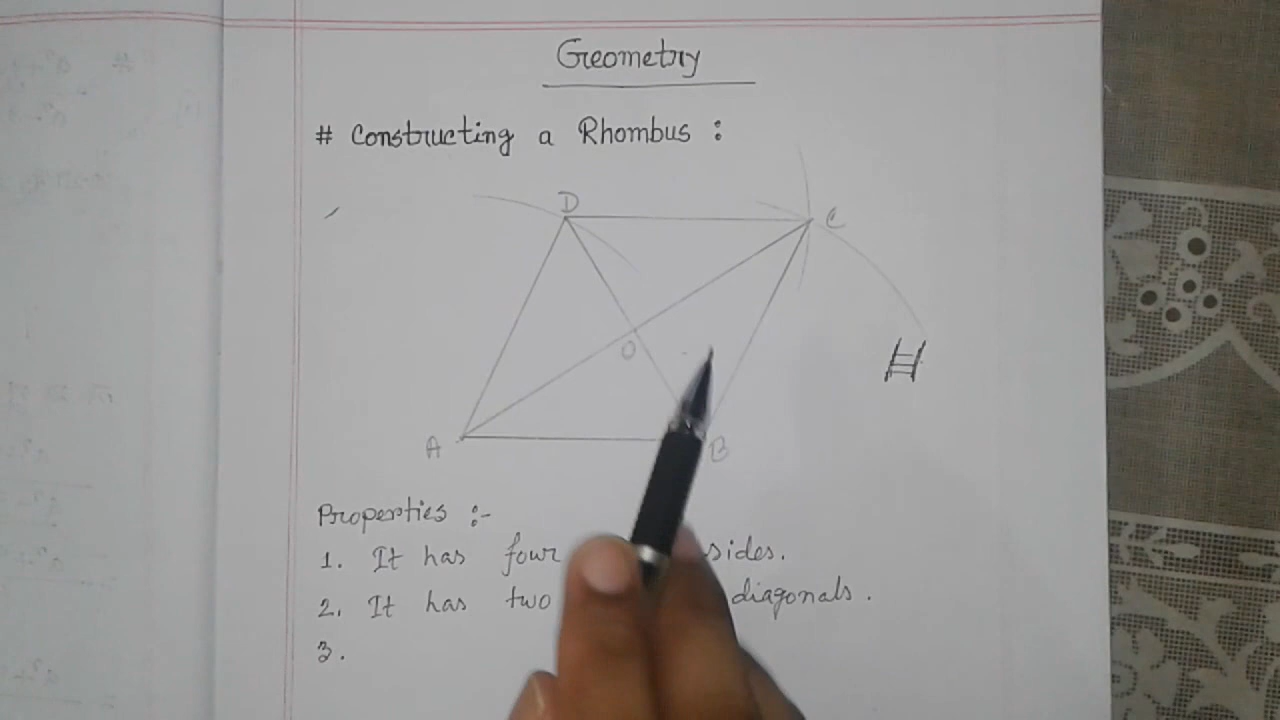 Geometry
# Constructing a Rhombus :
D
C
O
A
B
Properties :-
1. It has four sides.
2. It has two diagonals.
3.